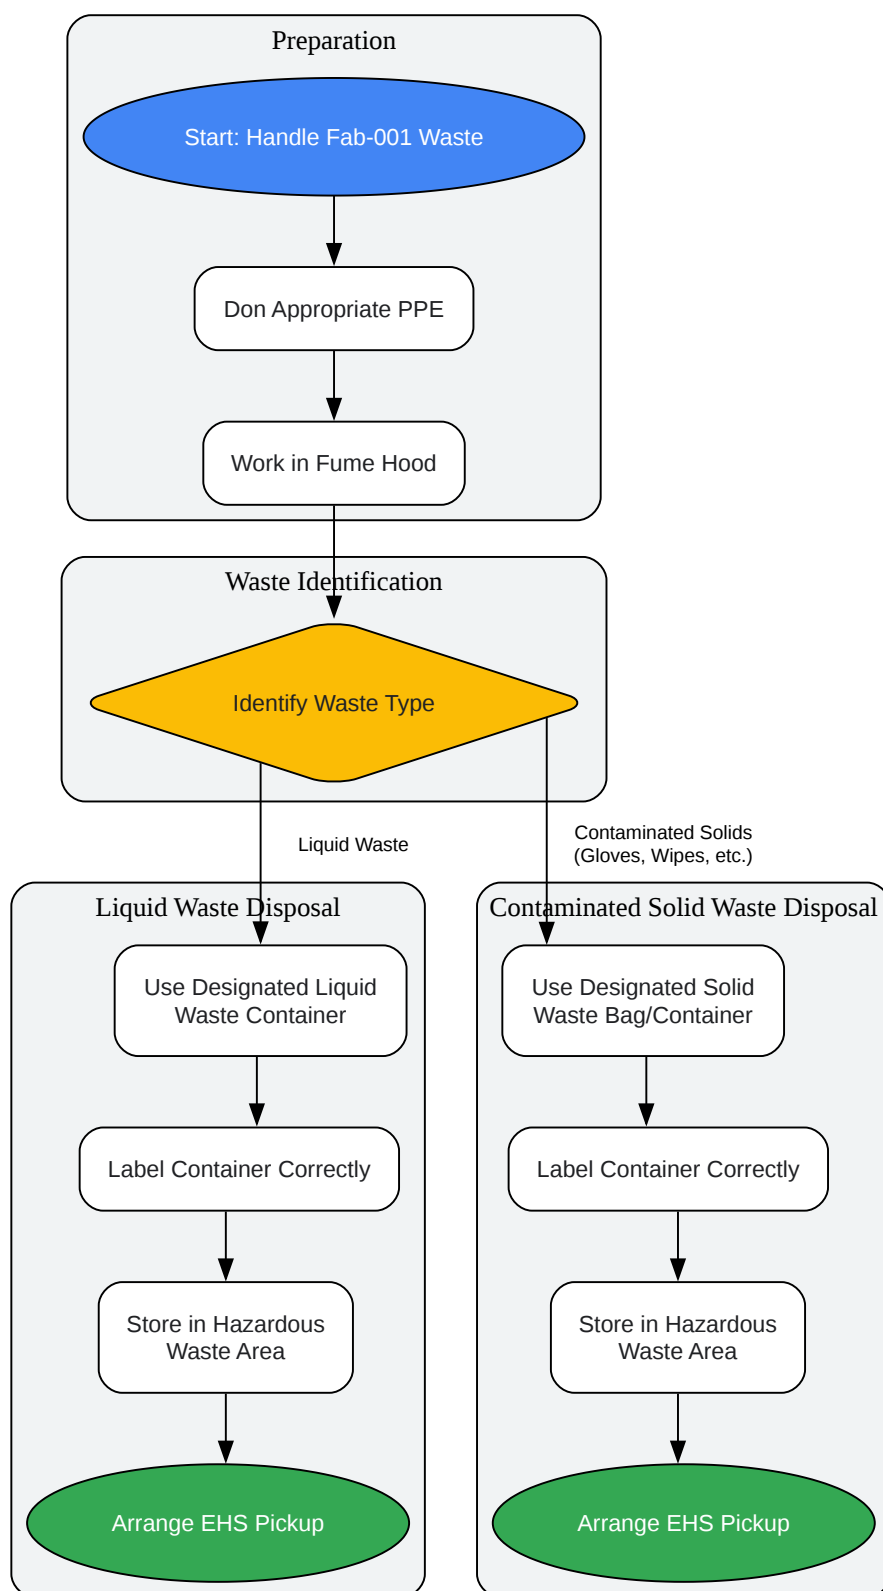 Preparation
Start: Handle Fab-001 Waste
Don Appropriate PPE
Work in Fume Hood
Waste Identification
Identify Waste Type
Liquid Waste
Contaminated Solids
(Gloves, Wipes, etc.)
Liquid Waste Disposal
Use Designated Liquid
Waste Container
Label Container Correctly
Store in Hazardous
Waste Area
Arrange EHS Pickup
Contaminated Solid Waste Disposal
Use Designated Solid
Waste Bag/Container
Label Container Correctly
Store in Hazardous
Waste Area
Arrange EHS Pickup